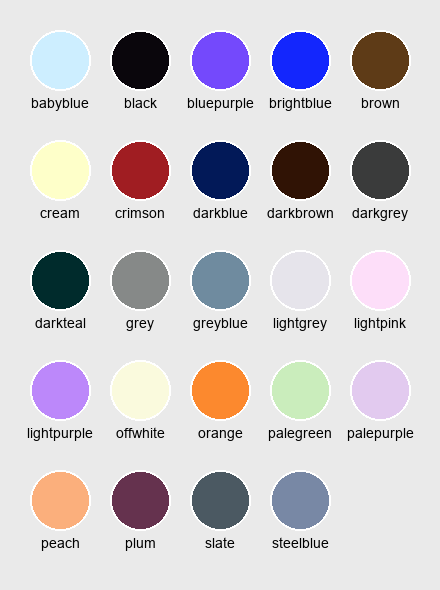 babyblue black bluepurple brightblue brown
cream crimson darkblue darkbrown darkgrey
darkteal grey greyblue lightgrey lightpink
lightpurple offwhite orange palegreen palepurple
peach plum slate steelblue